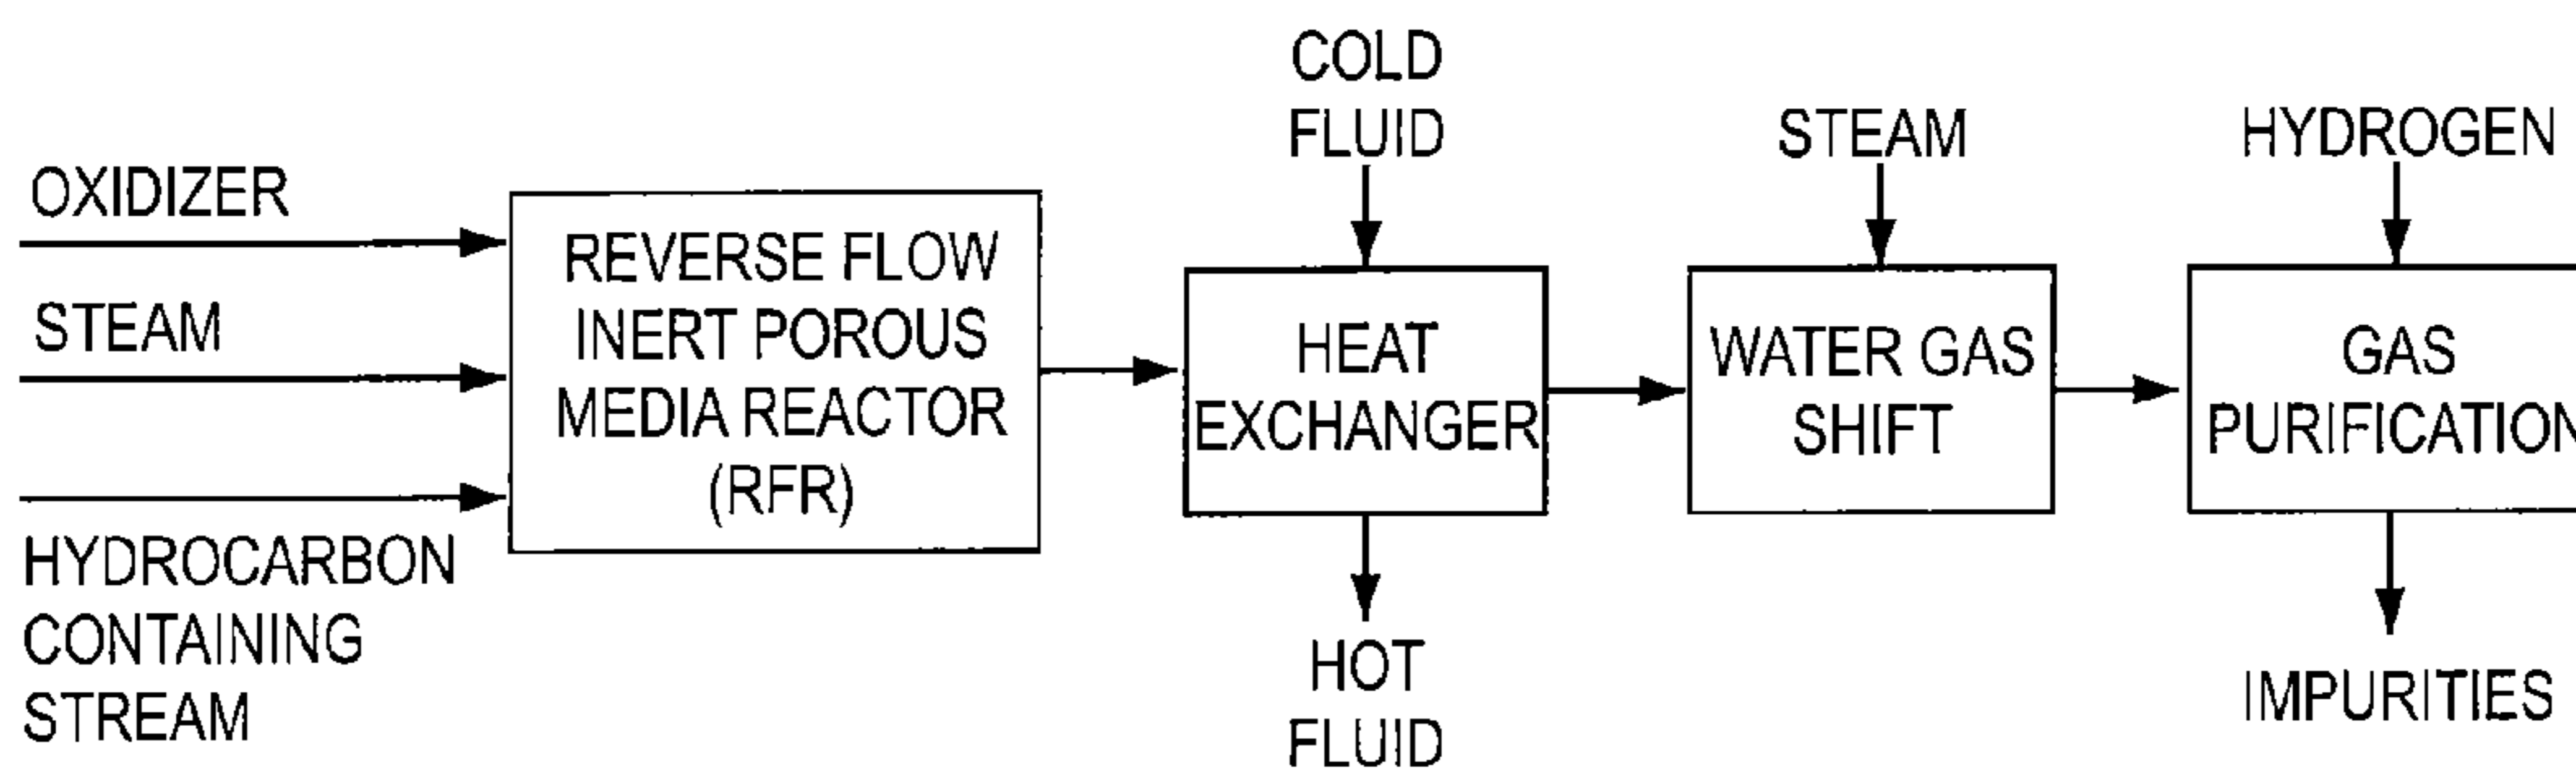 OXIDIZER
STEAM
HYDROCARBON
CONTAINING
STREAM
REVERSE FLOW
INERT POROUS
MEDIA REACTOR
(RFR)
COLD
FLUID
HEAT
EXCHANGER
HOT
FLUID
STEAM
WATER GAS
SHIFT
HYDROGEN
GAS
PURIFICATION
IMPURITIES